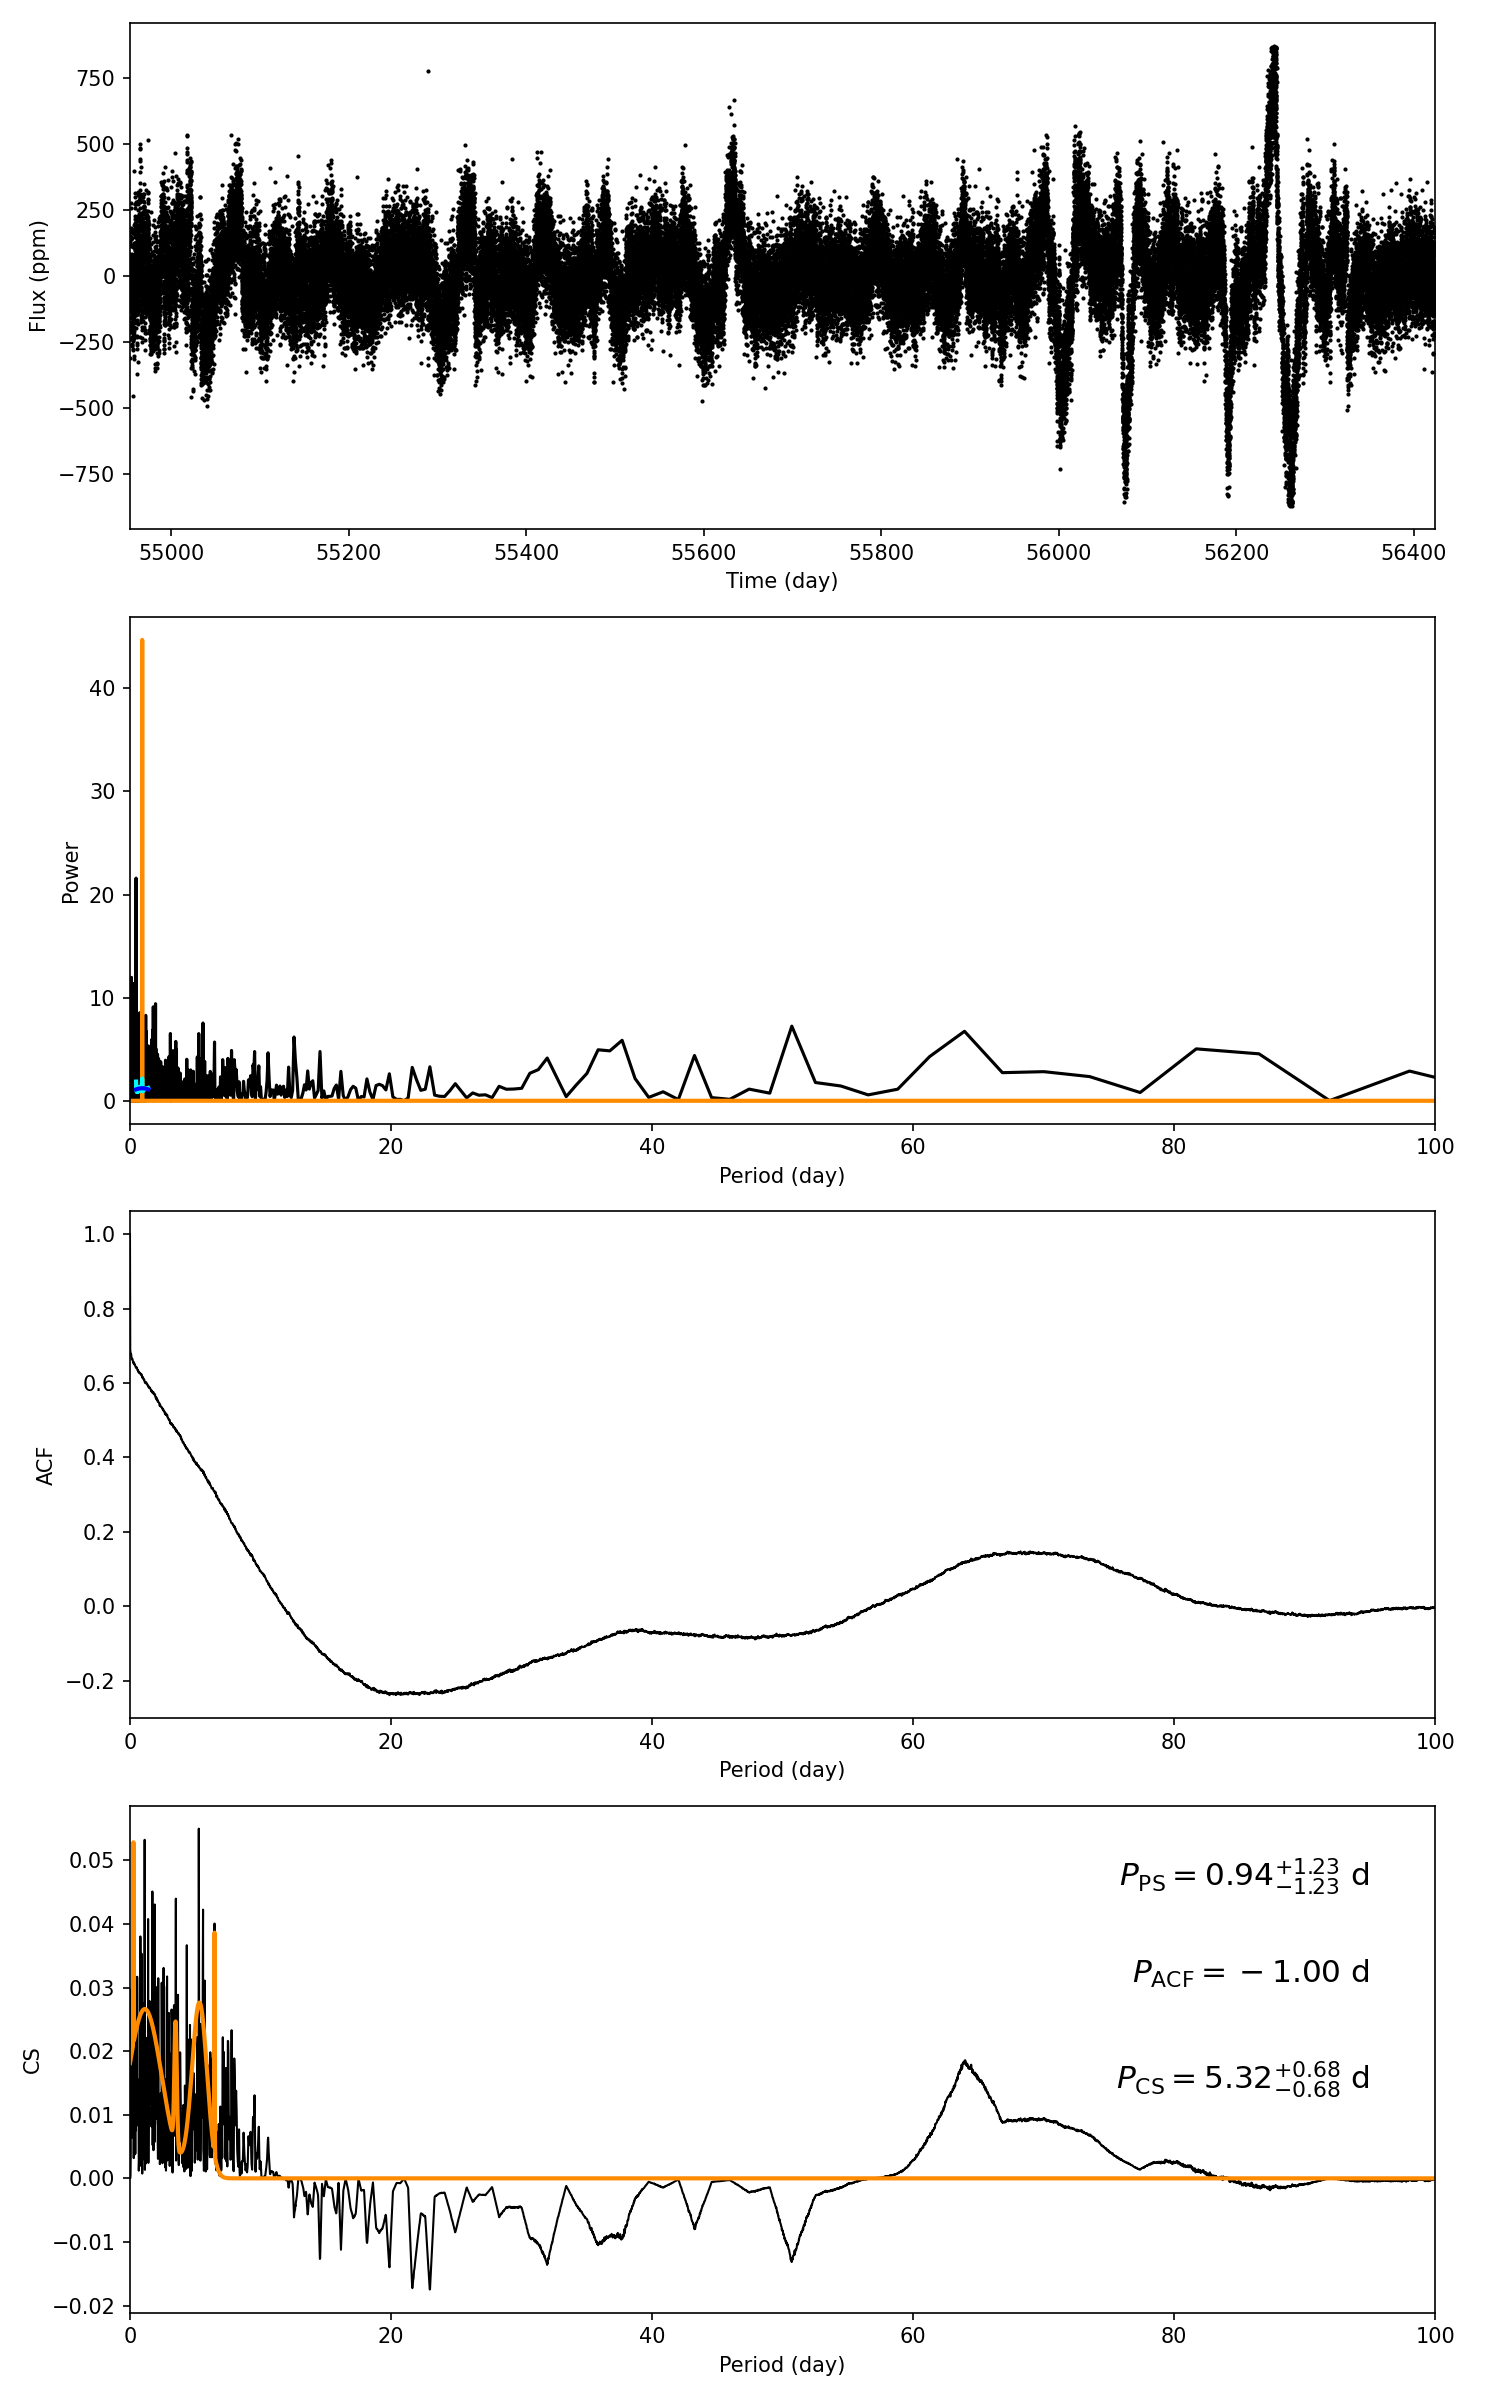 750
500
250
0
−250
−500
−750
Flux (ppm)
55000 55200 55400 55600 55800 56000 56200 56400
Time (day)
40
30
20
10
0
Power
0 20 40 60 80 100
Period (day)
1.0
0.8
0.6
0.4
0.2
0.0
−0.2
ACF
0 20 40 60 80 100
Period (day)
0.05
0.04
0.03
0.02
0.01
0.00
−0.01
−0.02
CS
P_PS = 0.94 +1.23 −1.23 d
P_ACF = −1.00 d
P_CS = 5.32 +0.68 −0.68 d
0 20 40 60 80 100
Period (day)